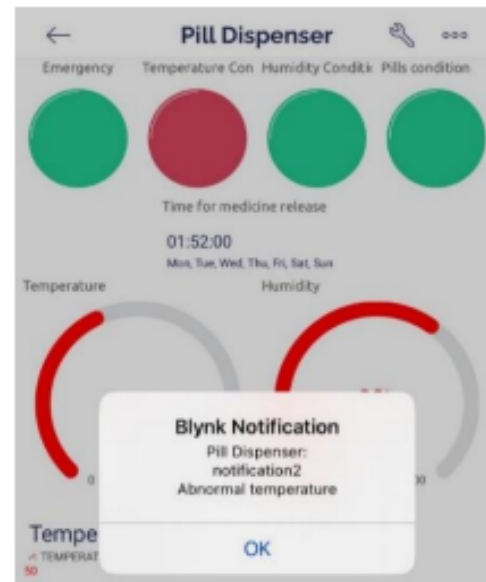 Pill Dispenser
Emergency Temperature Con Humidity Conditi Pills condition
Time for medicine release
01:52:00
Mon, Tue, Wed, Thu, Fri, Sat, Sun
Temperature Humidity
0
Blynk Notification
Pill Dispenser:
notification2
Abnormal temperature
OK
Tempe
TEMPERAT
50